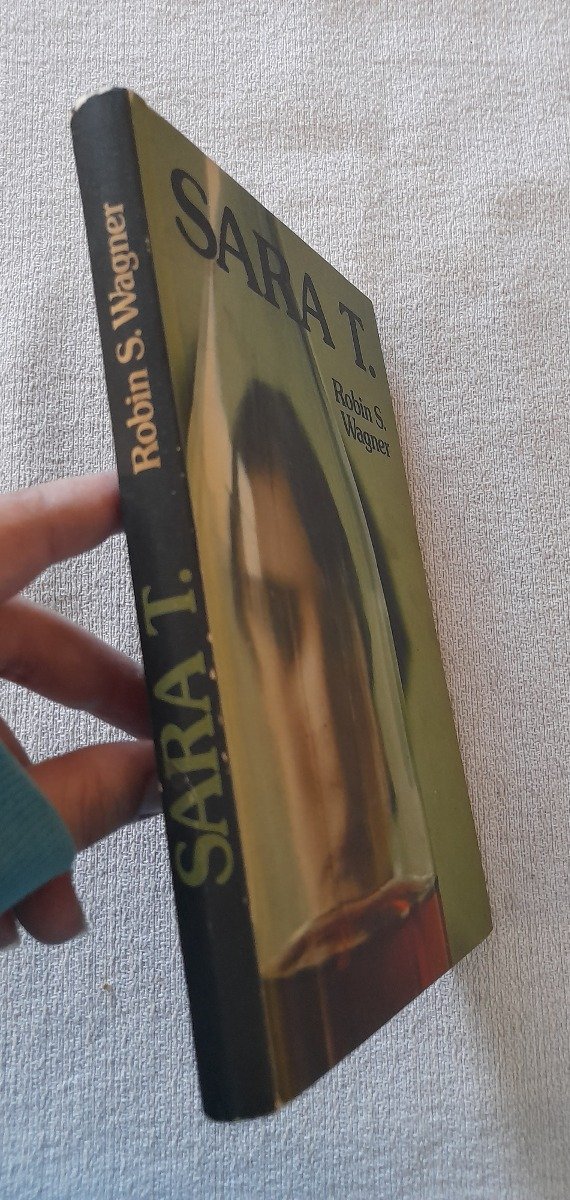 SARA T.
Robin S.
Wagner
Robin S. Wagner
SARA T.